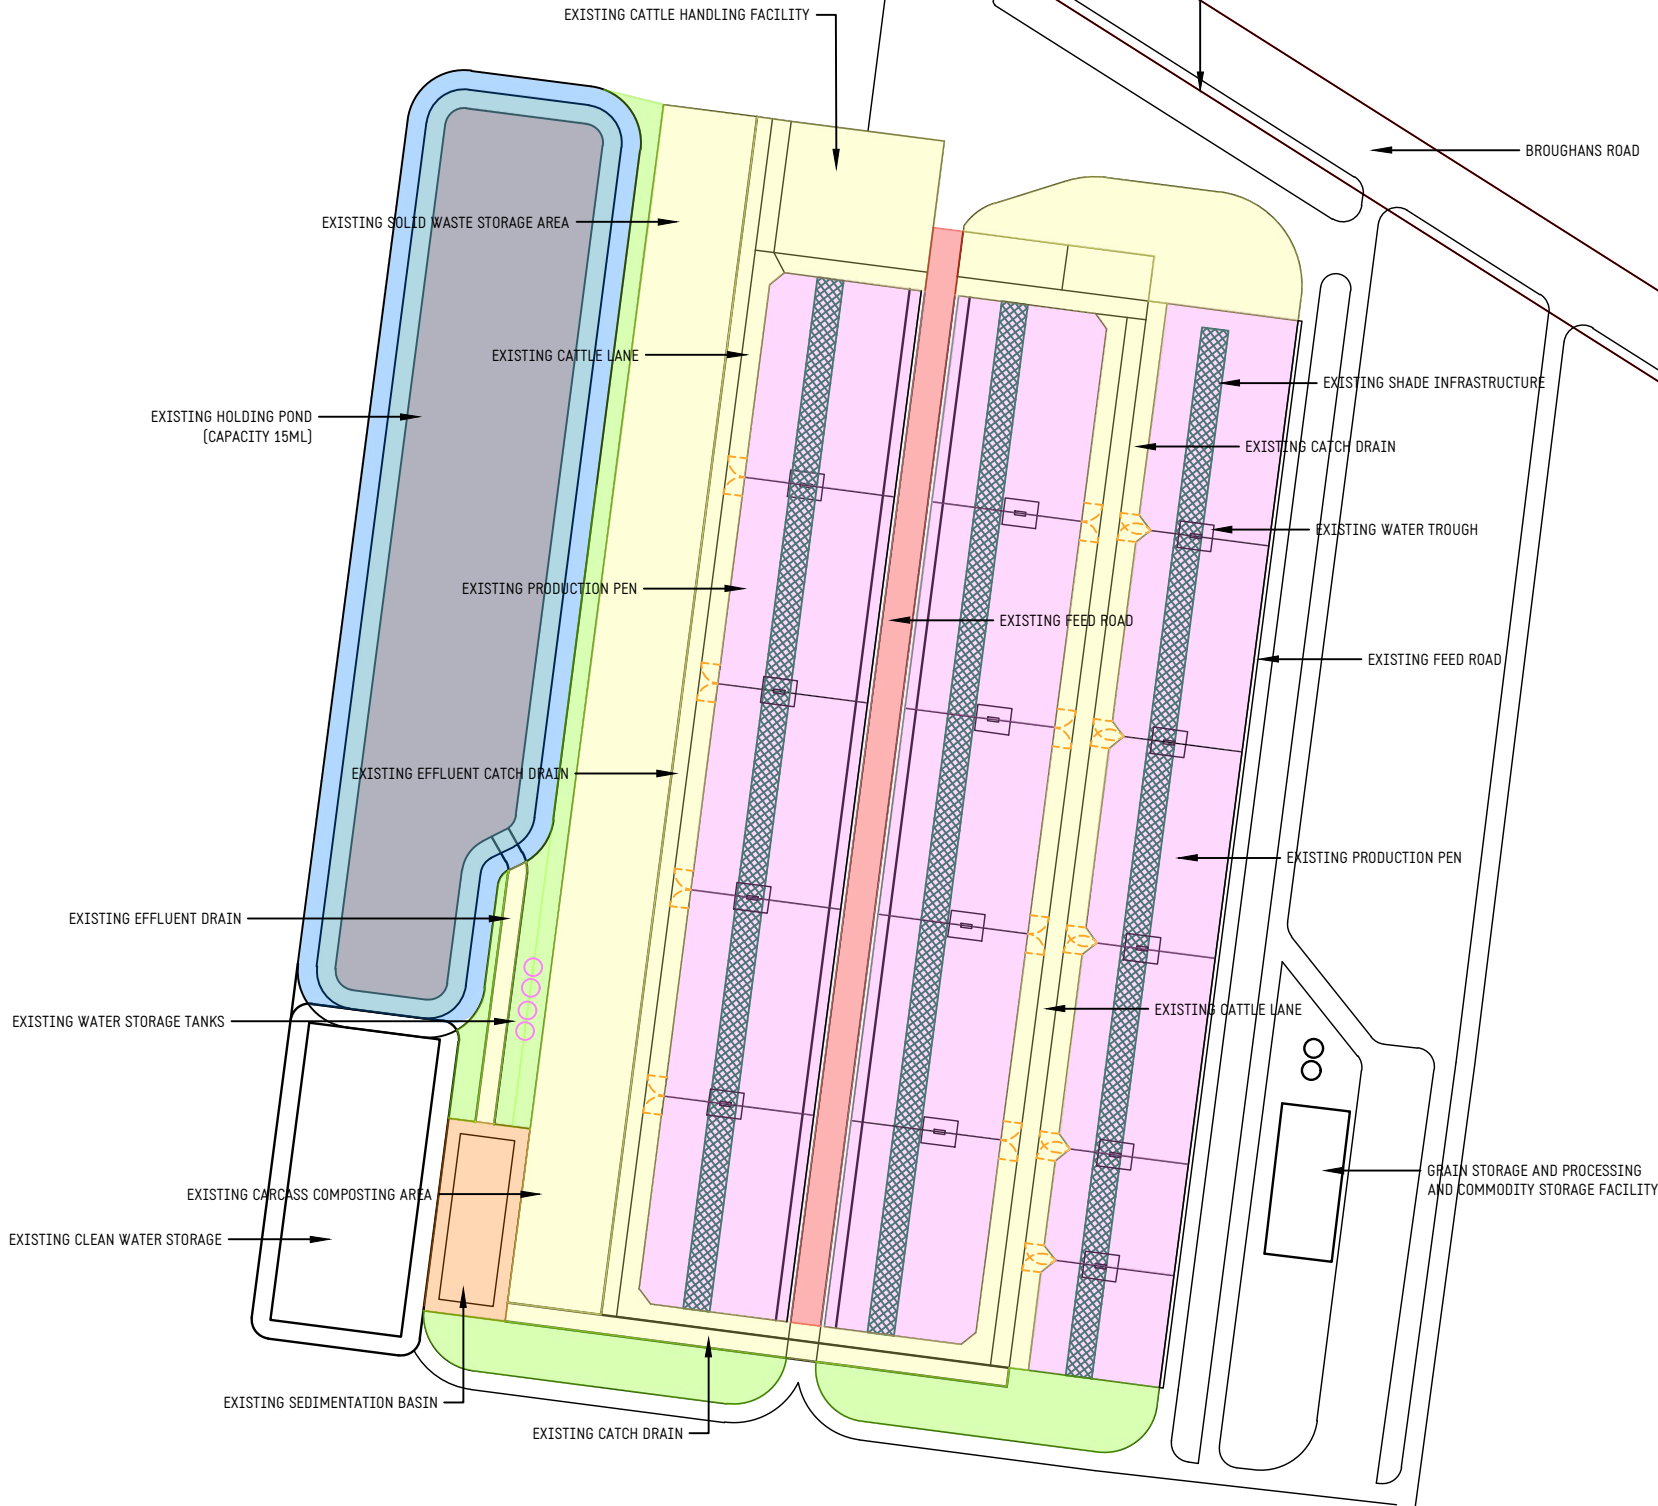 EXISTING CATTLE HANDLING FACILITY
BROUGHANS ROAD
EXISTING SOLID WASTE STORAGE AREA
EXISTING CATTLE LANE
EXISTING SHADE INFRASTRUCTURE
EXISTING HOLDING POND
(CAPACITY 15ML)
EXISTING CATCH DRAIN
EXISTING WATER TROUGH
EXISTING PRODUCTION PEN
EXISTING FEED ROAD
EXISTING FEED ROAD
EXISTING EFFLUENT CATCH DRAIN
EXISTING PRODUCTION PEN
EXISTING EFFLUENT DRAIN
EXISTING CATTLE LANE
EXISTING WATER STORAGE TANKS
GRAIN STORAGE AND PROCESSING
AND COMMODITY STORAGE FACILITY
EXISTING CARCASS COMPOSTING AREA
EXISTING CLEAN WATER STORAGE
EXISTING SEDIMENTATION BASIN
EXISTING CATCH DRAIN